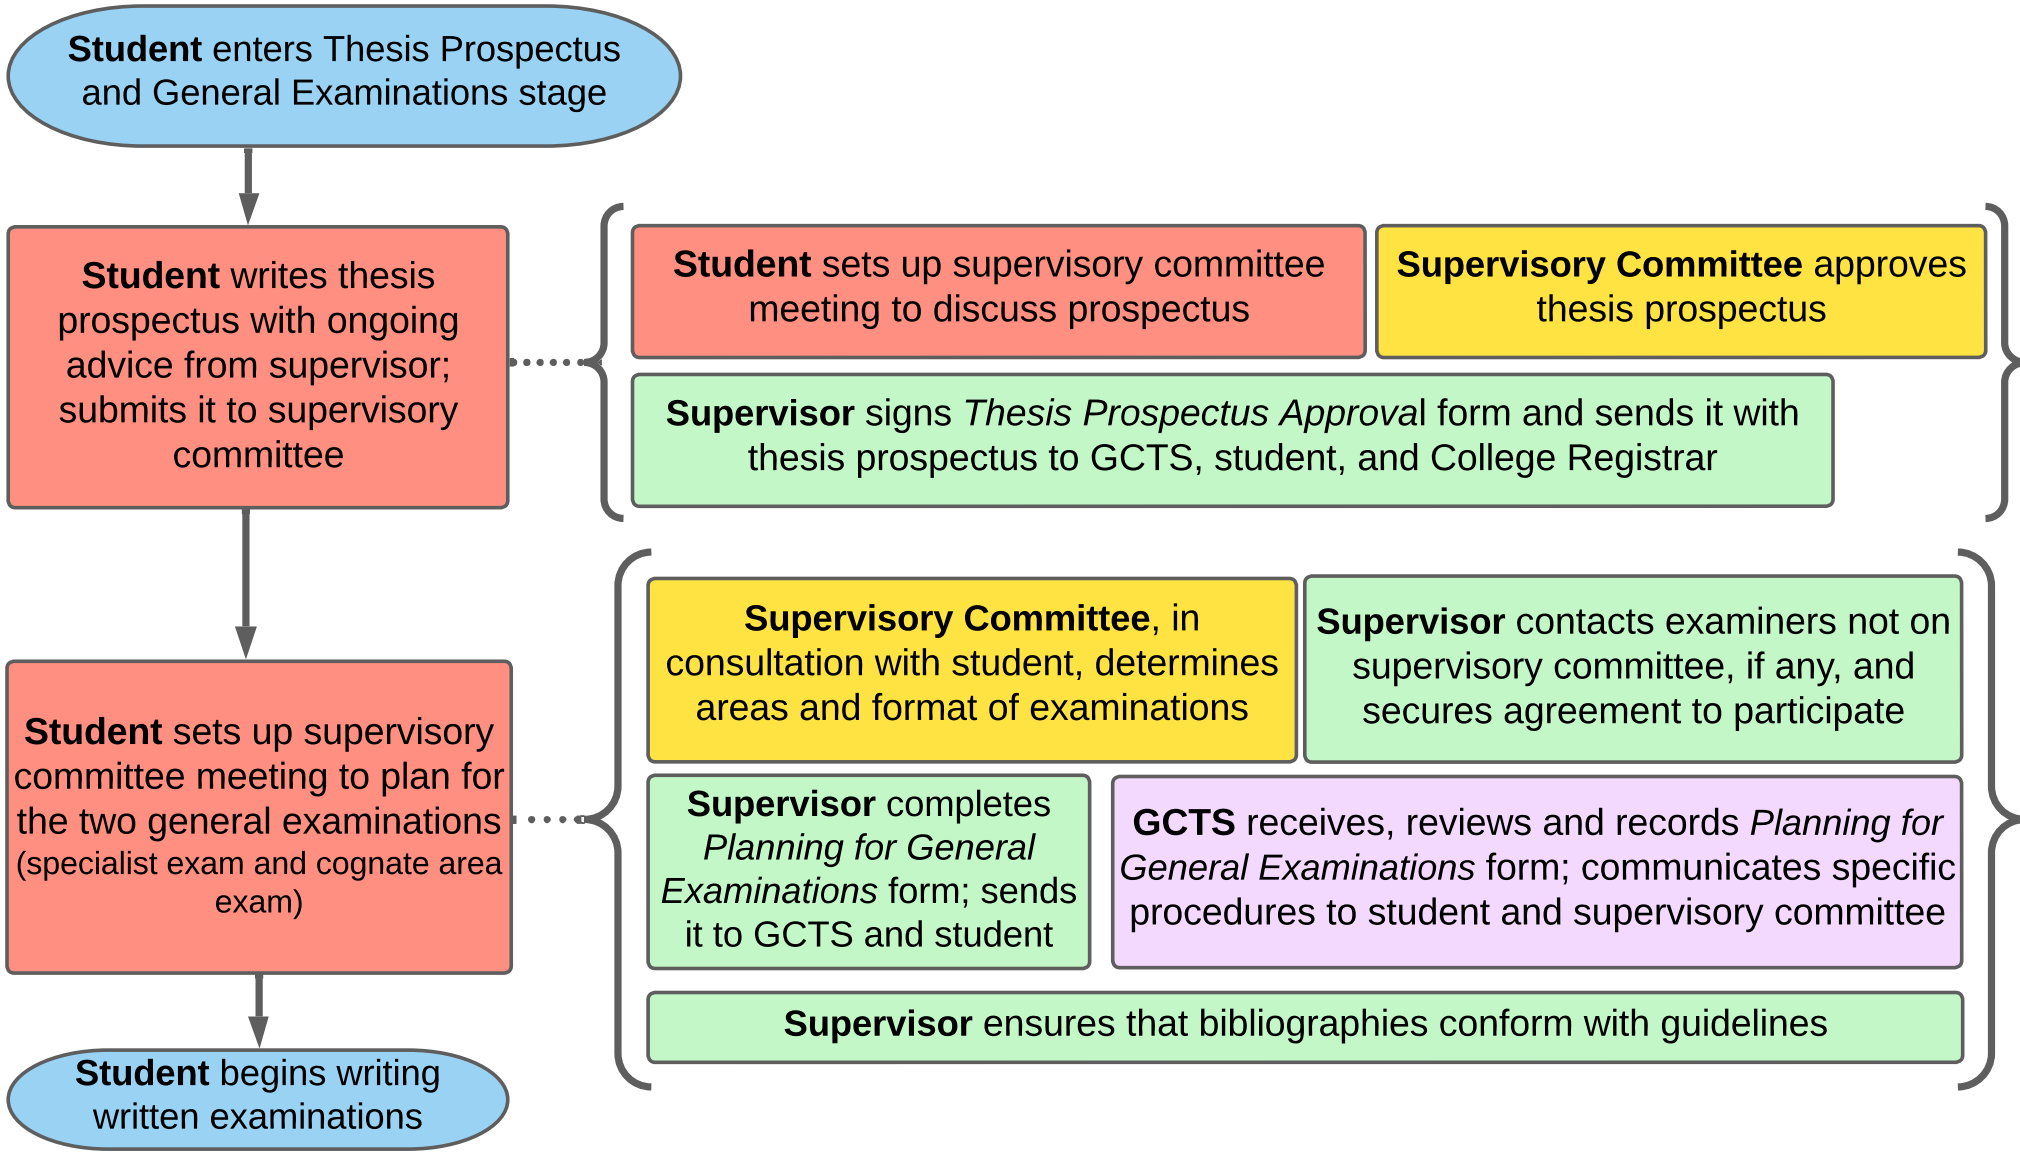 Student enters Thesis Prospectus
and General Examinations stage
Student writes thesis
prospectus with ongoing
advice from supervisor;
submits it to supervisory
committee
Student sets up supervisory committee
meeting to discuss prospectus
Supervisory Committee approves
thesis prospectus
Supervisor signs Thesis Prospectus Approval form and sends it with
thesis prospectus to GCTS, student, and College Registrar
Student sets up supervisory
committee meeting to plan for
the two general examinations
(specialist exam and cognate area
exam)
Supervisory Committee, in
consultation with student, determines
areas and format of examinations
Supervisor contacts examiners not on
supervisory committee, if any, and
secures agreement to participate
Supervisor completes
Planning for General
Examinations form; sends
it to GCTS and student
GCTS receives, reviews and records Planning for
General Examinations form; communicates specific
procedures to student and supervisory committee
Supervisor ensures that bibliographies conform with guidelines
Student begins writing
written examinations